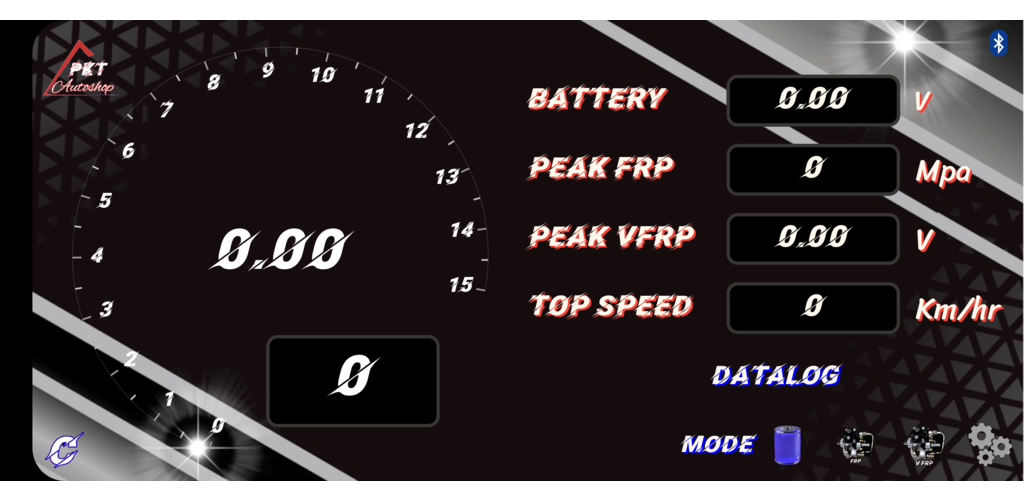 PKT
Autoshop
0
1
2
3
4
5
6
7
8
9
10
11
12
13
14
15
0.00
0
BATTERY 0.00 V
PEAK FRP 0 Mpa
PEAK VFRP 0.00 V
TOP SPEED 0 Km/hr
DATALOG
MODE
FRP
V FRP
C